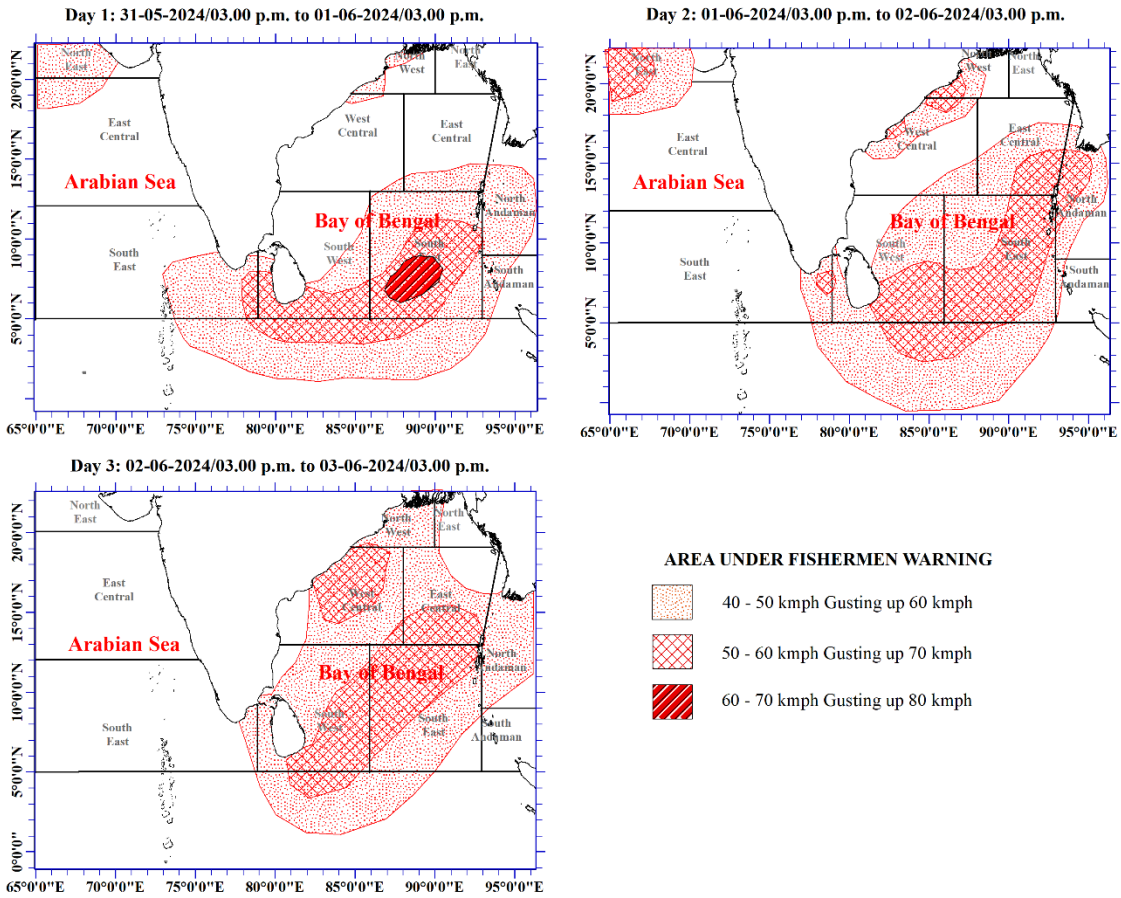 Day 1: 31-05-2024/03.00 p.m. to 01-06-2024/03.00 p.m.
20°0'0"N
15°0'0"N
10°0'0"N
5°0'0"N
North
East
North
West
North
East
East
Central
West
Central
East
Central
Arabian Sea
Bay of Bengal
North
Andaman
South
East
South
West
South
East
South
Andaman
65°0'0"E 70°0'0"E 75°0'0"E 80°0'0"E 85°0'0"E 90°0'0"E 95°0'0"E
Day 2: 01-06-2024/03.00 p.m. to 02-06-2024/03.00 p.m.
20°0'0"N
15°0'0"N
10°0'0"N
5°0'0"N
North
East
North
West
North
East
East
Central
West
Central
East
Central
Arabian Sea
Bay of Bengal
North
Andaman
South
East
South
West
South
East
South
Andaman
65°0'0"E 70°0'0"E 75°0'0"E 80°0'0"E 85°0'0"E 90°0'0"E 95°0'0"E
Day 3: 02-06-2024/03.00 p.m. to 03-06-2024/03.00 p.m.
20°0'0"N
15°0'0"N
10°0'0"N
5°0'0"N
0°0'0"
North
East
North
West
North
East
East
Central
West
Central
East
Central
Arabian Sea
Bay of Bengal
North
Andaman
South
East
South
West
South
East
South
Andaman
65°0'0"E 70°0'0"E 75°0'0"E 80°0'0"E 85°0'0"E 90°0'0"E 95°0'0"E
AREA UNDER FISHERMEN WARNING
40 - 50 kmph Gusting up 60 kmph
50 - 60 kmph Gusting up 70 kmph
60 - 70 kmph Gusting up 80 kmph